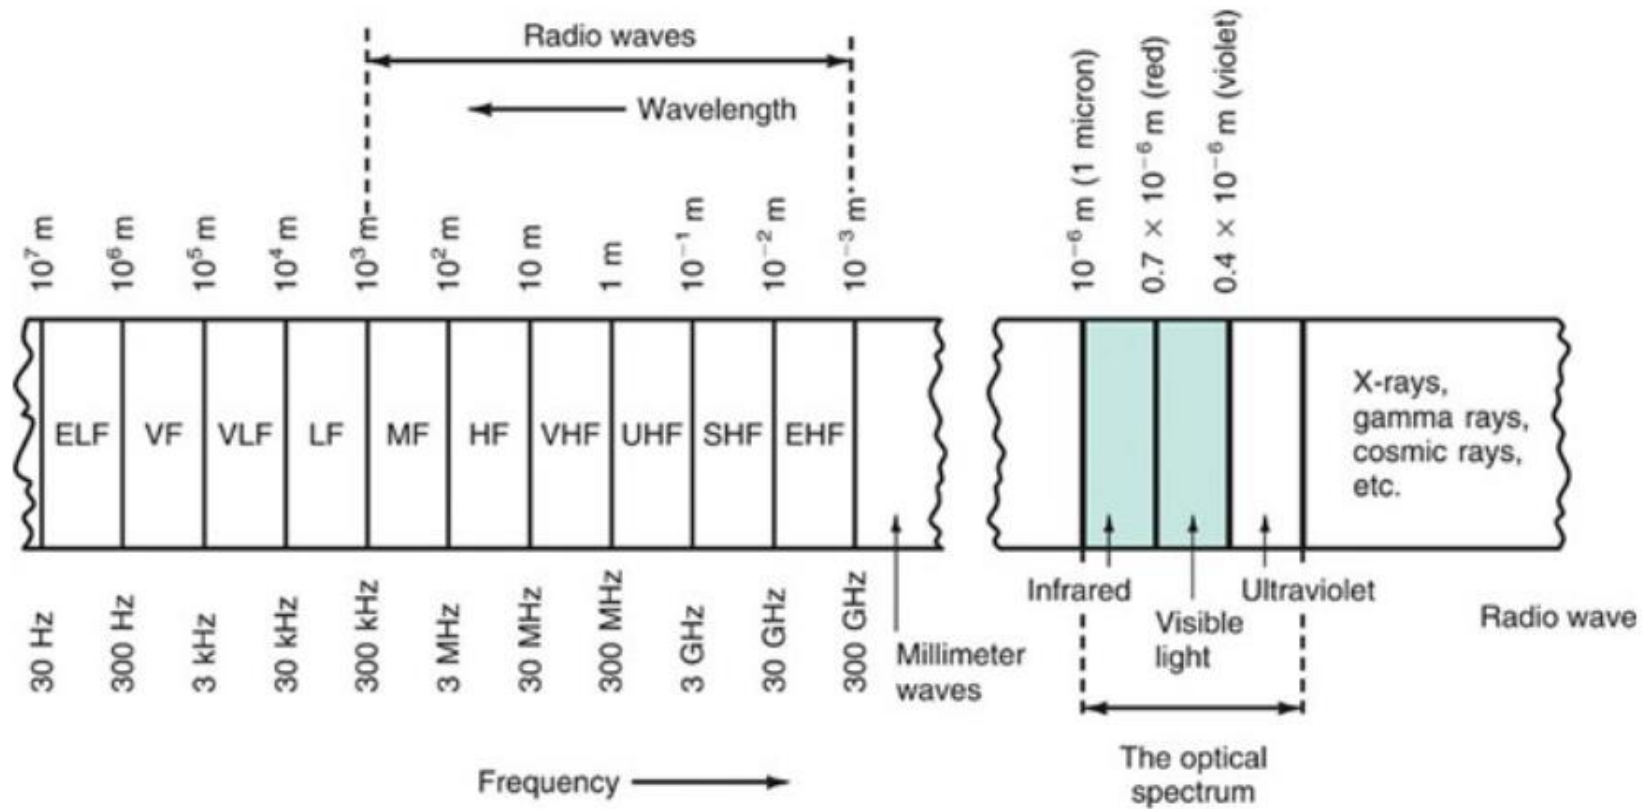 Radio waves
Wavelength
10⁷ m
10⁶ m
10⁵ m
10⁴ m
10³ m
10² m
10 m
1 m
10⁻¹ m
10⁻² m
10⁻³ m
10⁻⁶ m (1 micron)
0.7 × 10⁻⁶ m (red)
0.4 × 10⁻⁶ m (violet)
ELF
VF
VLF
LF
MF
HF
VHF
UHF
SHF
EHF
X-rays,
gamma rays,
cosmic rays,
etc.
30 Hz
300 Hz
3 kHz
30 kHz
300 kHz
3 MHz
30 MHz
300 MHz
3 GHz
30 GHz
300 GHz
Millimeter
waves
Infrared
Visible
light
Ultraviolet
Radio wave
Frequency
The optical
spectrum